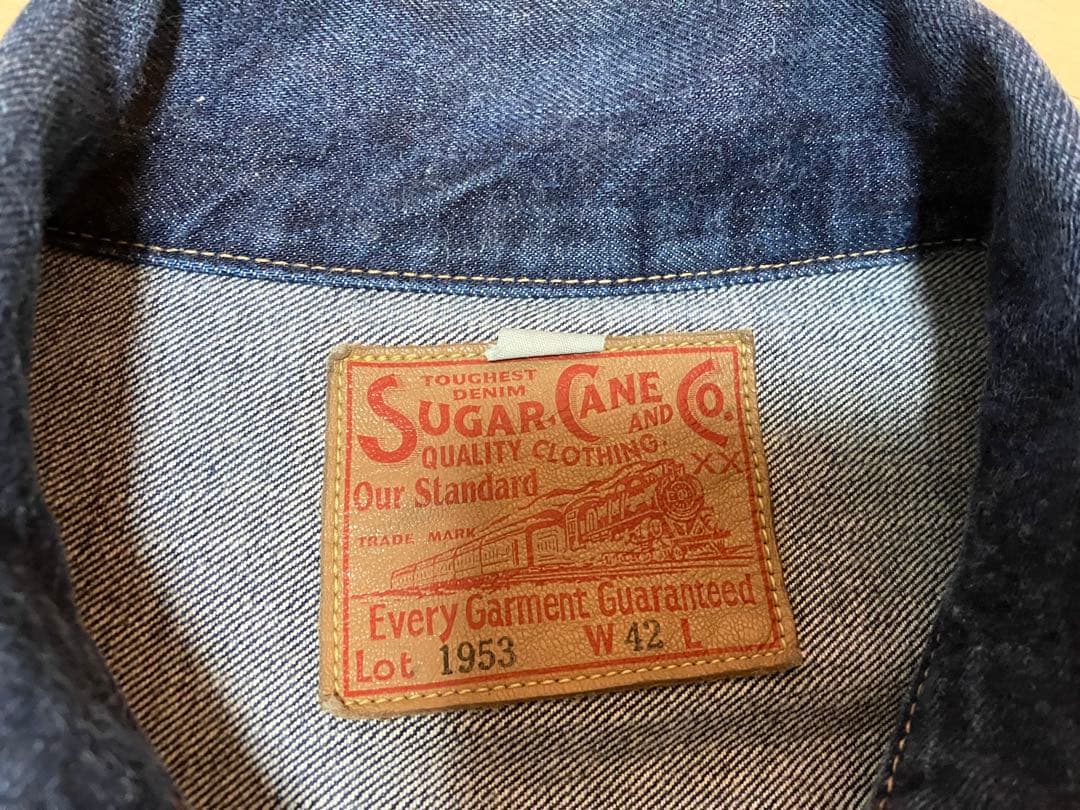 TOUGHEST
DENIM
SUGAR CANE AND CO.
QUALITY CLOTHING.
XX
Our Standard
TRADE MARK
Every Garment Guaranteed
Lot 1953 W 42 L